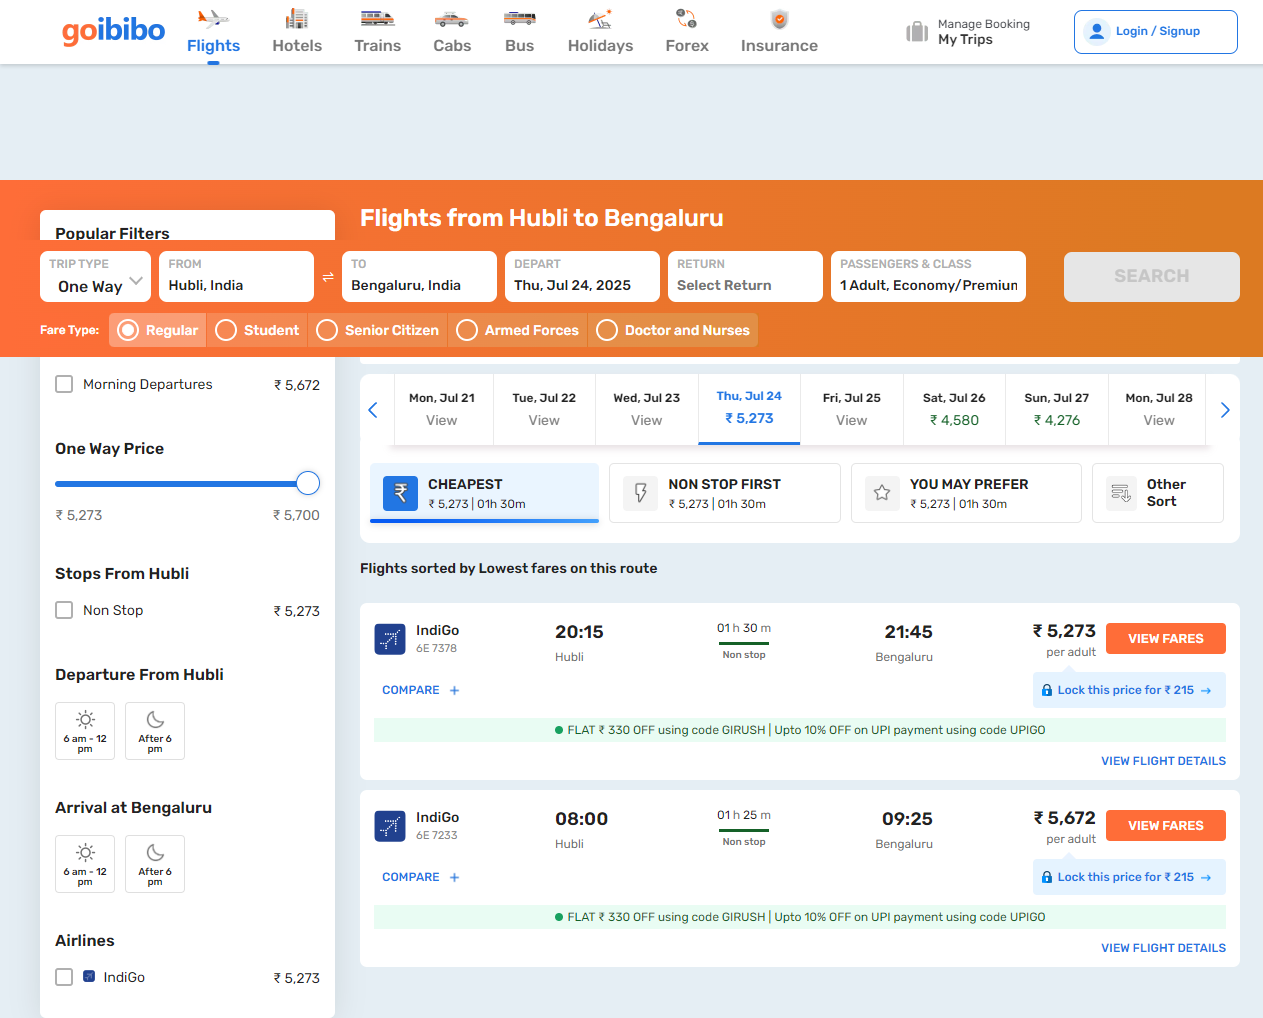 goibibo
Flights
Hotels
Trains
Cabs
Bus
Holidays
Forex
Insurance
Manage Booking
My Trips
Login / Signup
Flights from Hubli to Bengaluru
Popular Filters
TRIP TYPE
One Way
FROM
Hubli, India
TO
Bengaluru, India
DEPART
Thu, Jul 24, 2025
RETURN
Select Return
PASSENGERS & CLASS
1 Adult, Economy/Premiun
SEARCH
Fare Type:
Regular
Student
Senior Citizen
Armed Forces
Doctor and Nurses
Morning Departures ₹ 5,672
One Way Price
₹ 5,273 ₹ 5,700
Stops From Hubli
Non Stop ₹ 5,273
Departure From Hubli
6 am - 12
pm
After 6
pm
Arrival at Bengaluru
6 am - 12
pm
After 6
pm
Airlines
IndiGo ₹ 5,273
Mon, Jul 21
View
Tue, Jul 22
View
Wed, Jul 23
View
Thu, Jul 24
₹ 5,273
Fri, Jul 25
View
Sat, Jul 26
₹ 4,580
Sun, Jul 27
₹ 4,276
Mon, Jul 28
View
CHEAPEST
₹ 5,273 | 01h 30m
NON STOP FIRST
₹ 5,273 | 01h 30m
YOU MAY PREFER
₹ 5,273 | 01h 30m
Other
Sort
Flights sorted by Lowest fares on this route
IndiGo
6E 7378
20:15
Hubli
01 h 30 m
Non stop
21:45
Bengaluru
₹ 5,273
per adult
VIEW FARES
COMPARE +
Lock this price for ₹ 215 →
FLAT ₹ 330 OFF using code GIRUSH | Upto 10% OFF on UPI payment using code UPIGO
VIEW FLIGHT DETAILS
IndiGo
6E 7233
08:00
Hubli
01 h 25 m
Non stop
09:25
Bengaluru
₹ 5,672
per adult
VIEW FARES
COMPARE +
Lock this price for ₹ 215 →
FLAT ₹ 330 OFF using code GIRUSH | Upto 10% OFF on UPI payment using code UPIGO
VIEW FLIGHT DETAILS